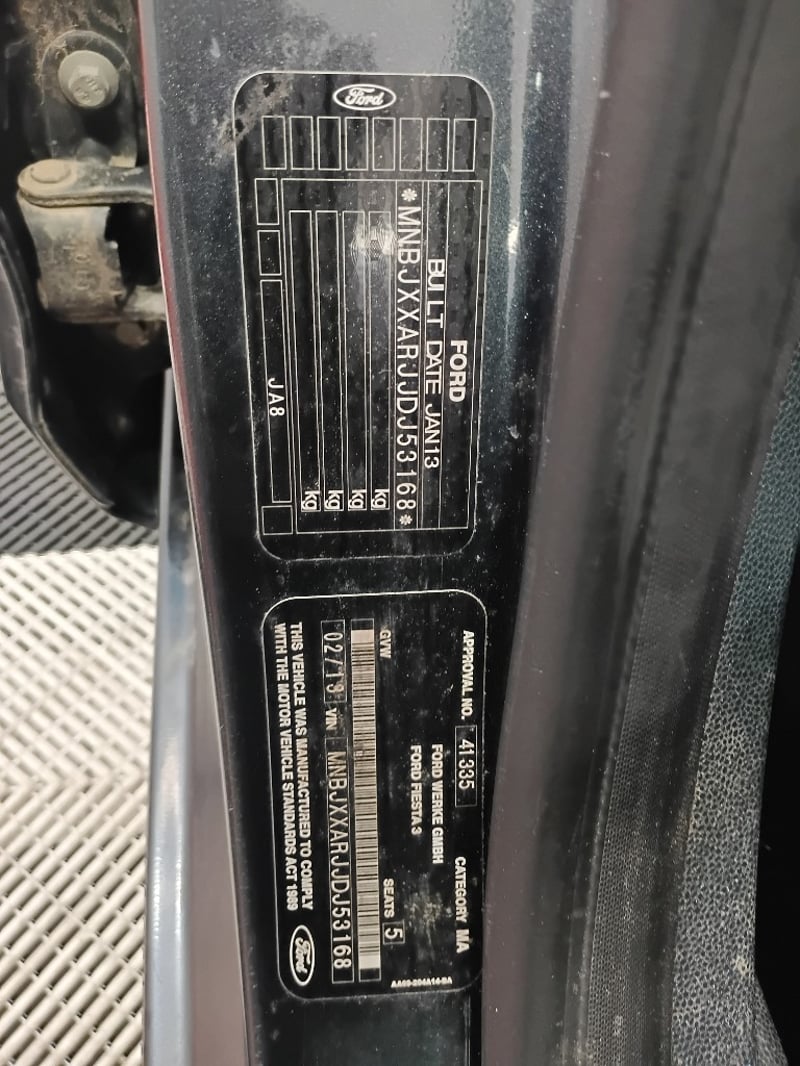 Ford
FORD
BUILT DATE JAN13
*MNBJXXARJJDJ53168*
kg
kg
kg
kg
JA8
APPROVAL NO. 41335 CATEGORY MA
FORD WERKE GMBH
FORD FIESTA3
GVW SEATS 5
02/13 VIN MNBJXXARJJDJ53168
THIS VEHICLE WAS MANUFACTURED TO COMPLY
WITH THE MOTOR VEHICLE STANDARDS ACT 1989
Ford